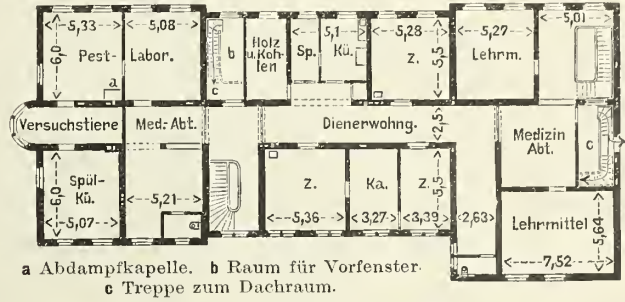 5,33 5,08 5,1 5,28 5,27 5,01
6,0 Pest- Labor. b Holz u. Kohlen Sp. Kü. Z. 5,5 Lehrm.
a c
Versuchstiere Med.-Abt. Dienerwohng. 2,5 Medizin Abt. c
6,0 Spül-Kü. Z. Ka. Z. 5,5 Lehrmittel 5,64
5,07 5,21 5,36 3,27 3,39 2,63 7,52
a Abdampfkapelle. b Raum für Vorfenster.
c Treppe zum Dachraum.